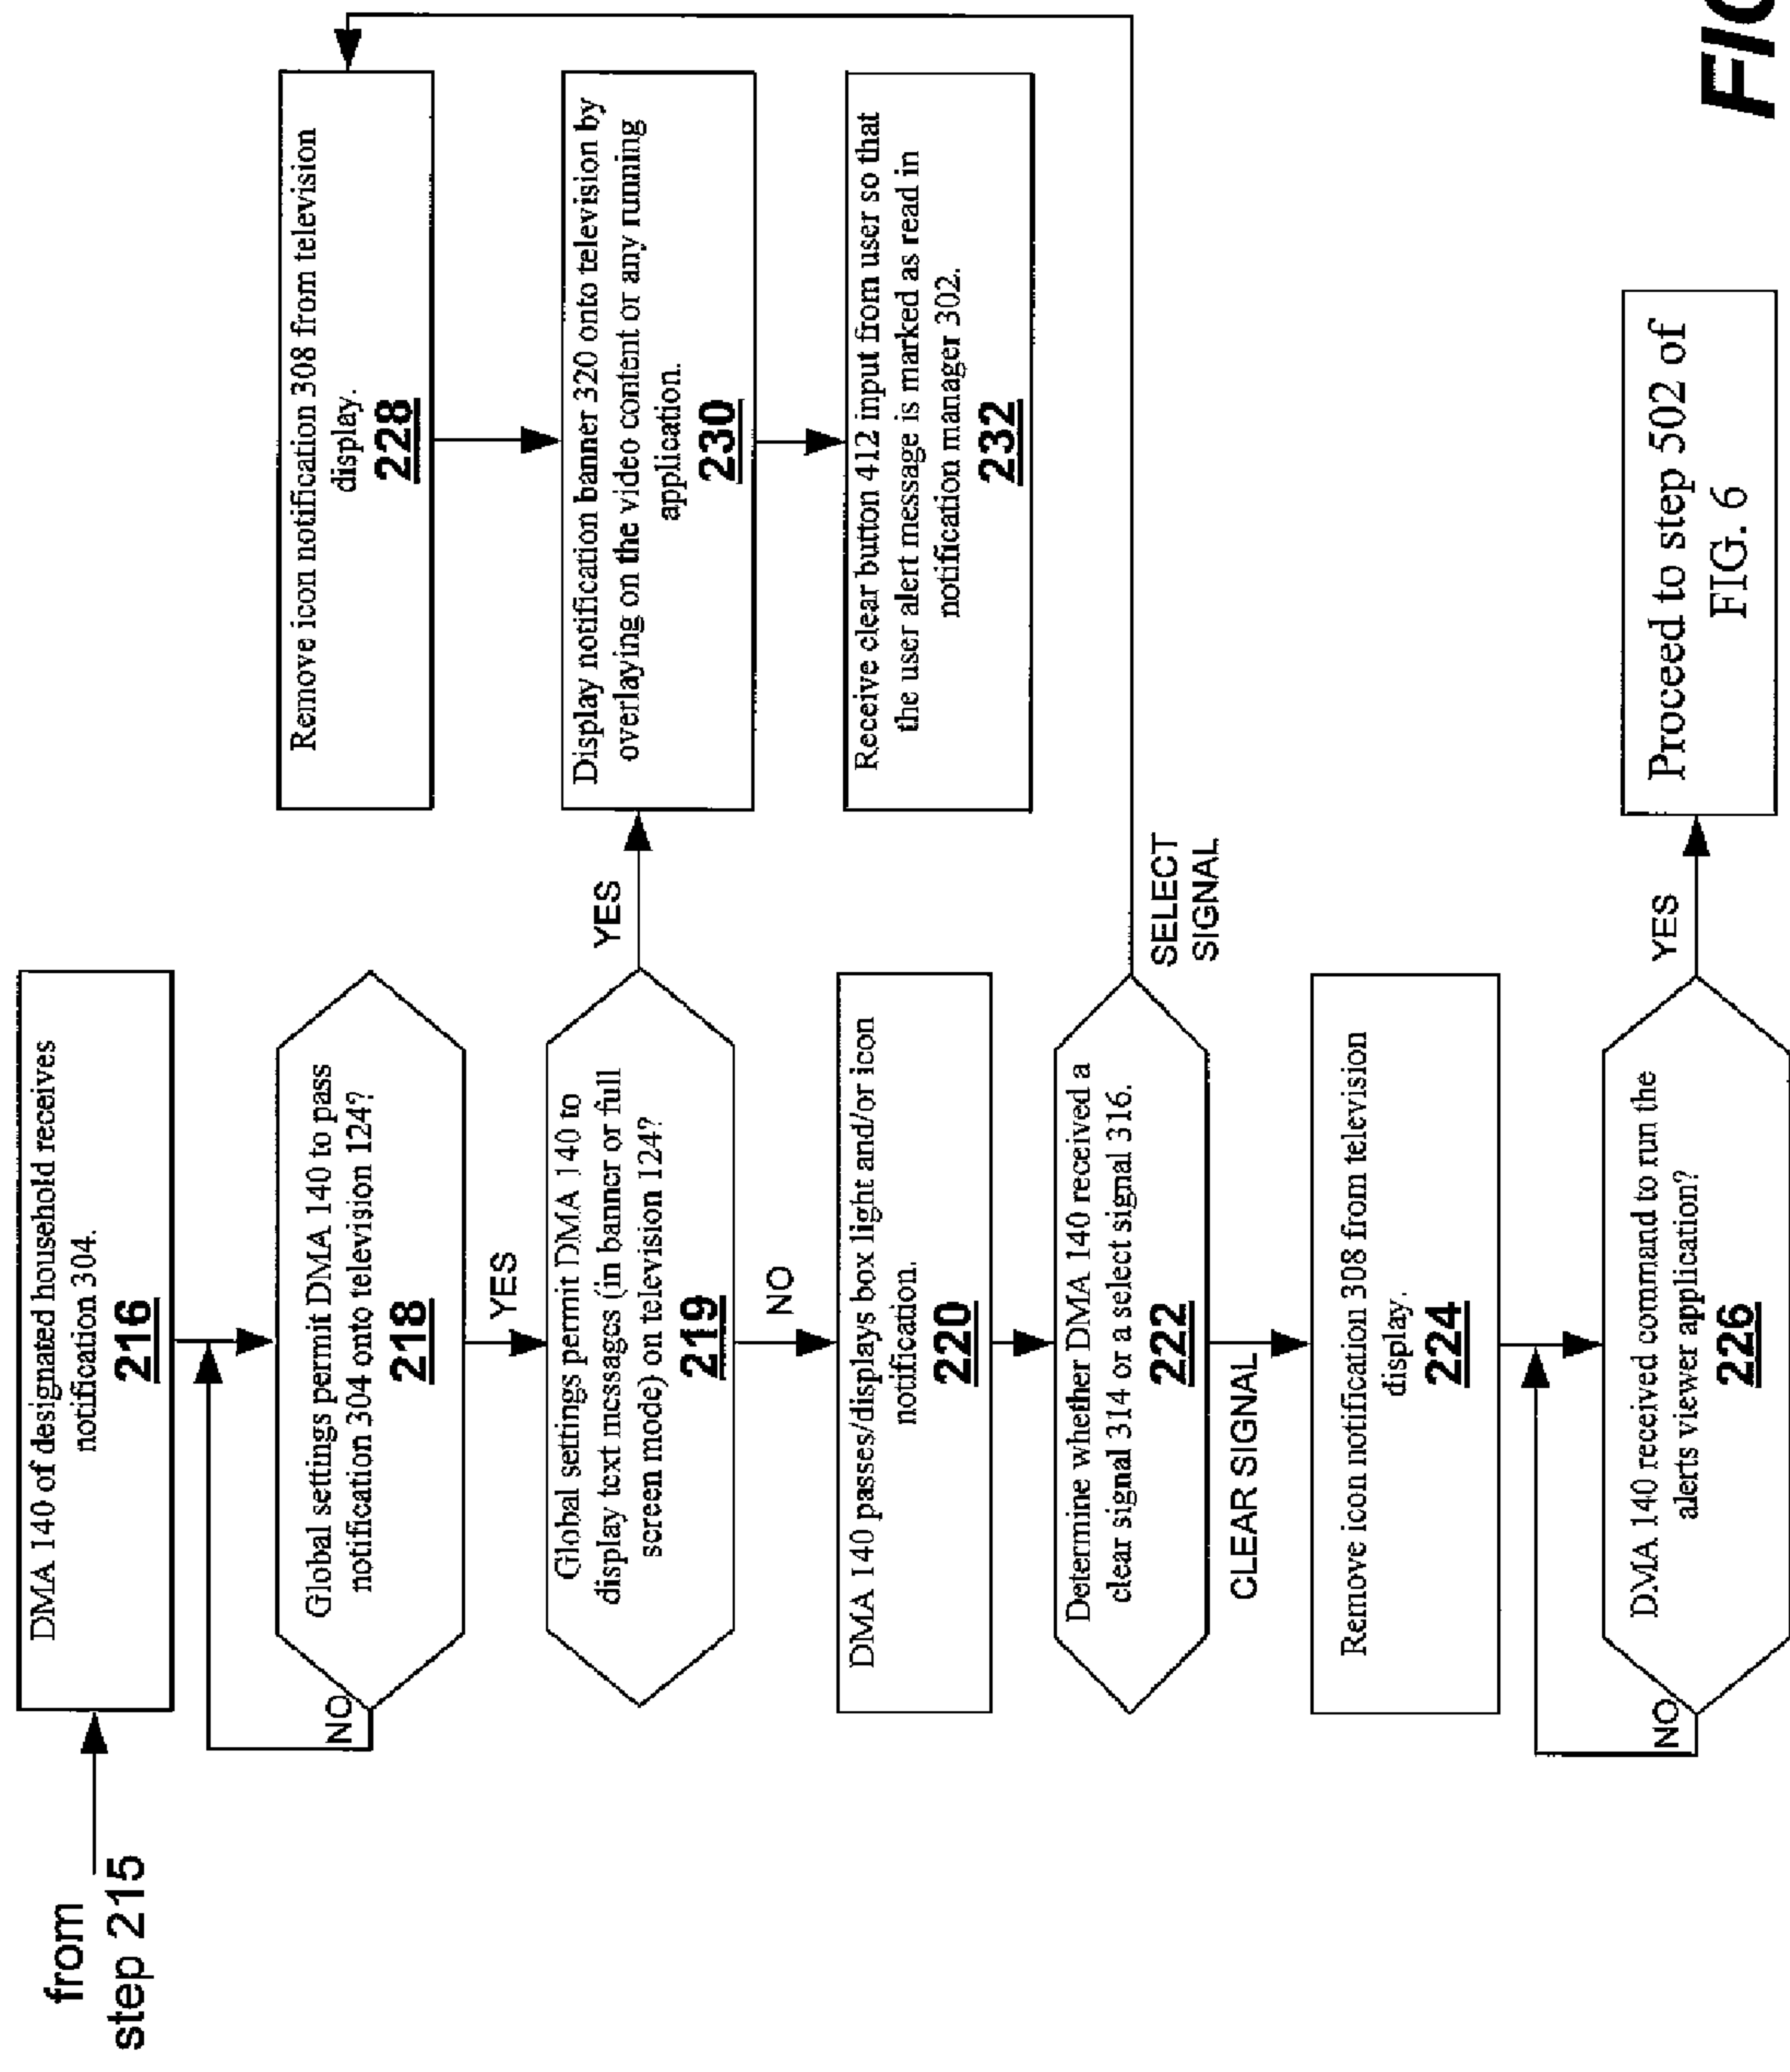 from
step 215
DMA 140 of designated household receives
notification 304.
216
NO
Global settings permit DMA 140 to pass
notification 304 onto television 124?
218
YES
Global settings permit DMA 140 to
display text messages (in banner or full
screen mode) on television 124?
219
YES
NO
DMA 140 passes/displays box light and/or icon
notification.
220
Determine whether DMA 140 received a
clear signal 314 or a select signal 316.
222
SELECT
SIGNAL
CLEAR SIGNAL
Remove icon notification 308 from television
display.
224
NO
DMA 140 received command to run the
alerts viewer application?
226
YES
Proceed to step 502 of
FIG. 6
Remove icon notification 308 from television
display.
228
Display notification banner 320 onto television by
overlaying on the video content or any running
application.
230
Receive clear button 412 input from user so that
the user alert message is marked as read in
notification manager 302.
232